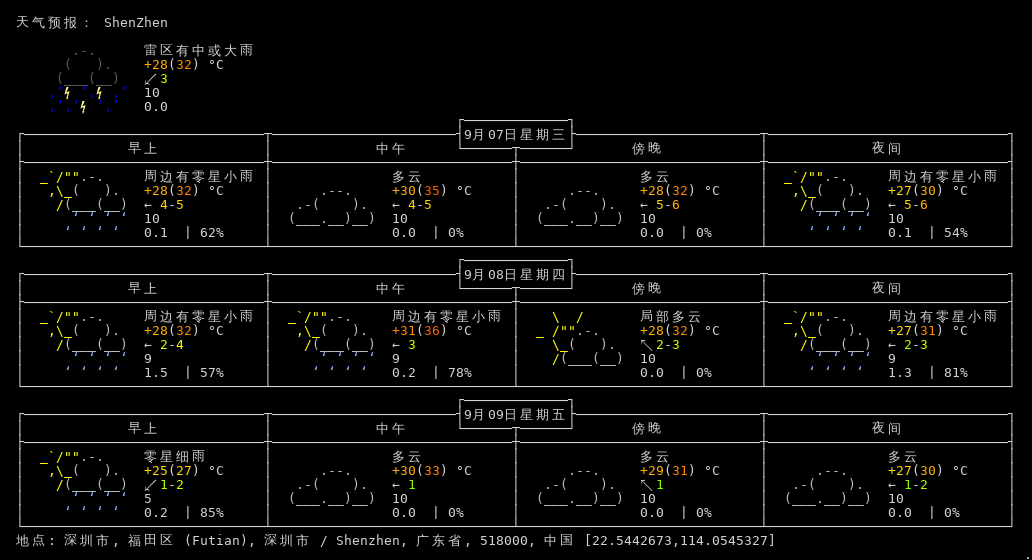 天气预报： ShenZhen
雷区有中或大雨
+28(32) °C
↙ 3
10
0.0
9月07日星期三
早上 中午 傍晚 夜间
周边有零星小雨 多云 多云 周边有零星小雨
+28(32) °C +30(35) °C +28(32) °C +27(30) °C
← 4-5 ← 4-5 ← 5-6 ← 5-6
10 10 10 10
0.1 | 62% 0.0 | 0% 0.0 | 0% 0.1 | 54%
9月08日星期四
早上 中午 傍晚 夜间
周边有零星小雨 周边有零星小雨 局部多云 周边有零星小雨
+28(32) °C +31(36) °C +28(32) °C +27(31) °C
← 2-4 ← 3 ↖ 2-3 ← 2-3
9 9 10 9
1.5 | 57% 0.2 | 78% 0.0 | 0% 1.3 | 81%
9月09日星期五
早上 中午 傍晚 夜间
零星细雨 多云 多云 多云
+25(27) °C +30(33) °C +29(31) °C +27(30) °C
↙ 1-2 ← 1 ↖ 1 ← 1-2
5 10 10 10
0.2 | 85% 0.0 | 0% 0.0 | 0% 0.0 | 0%
地点: 深圳市, 福田区 (Futian), 深圳市 / Shenzhen, 广东省, 518000, 中国 [22.5442673,114.0545327]